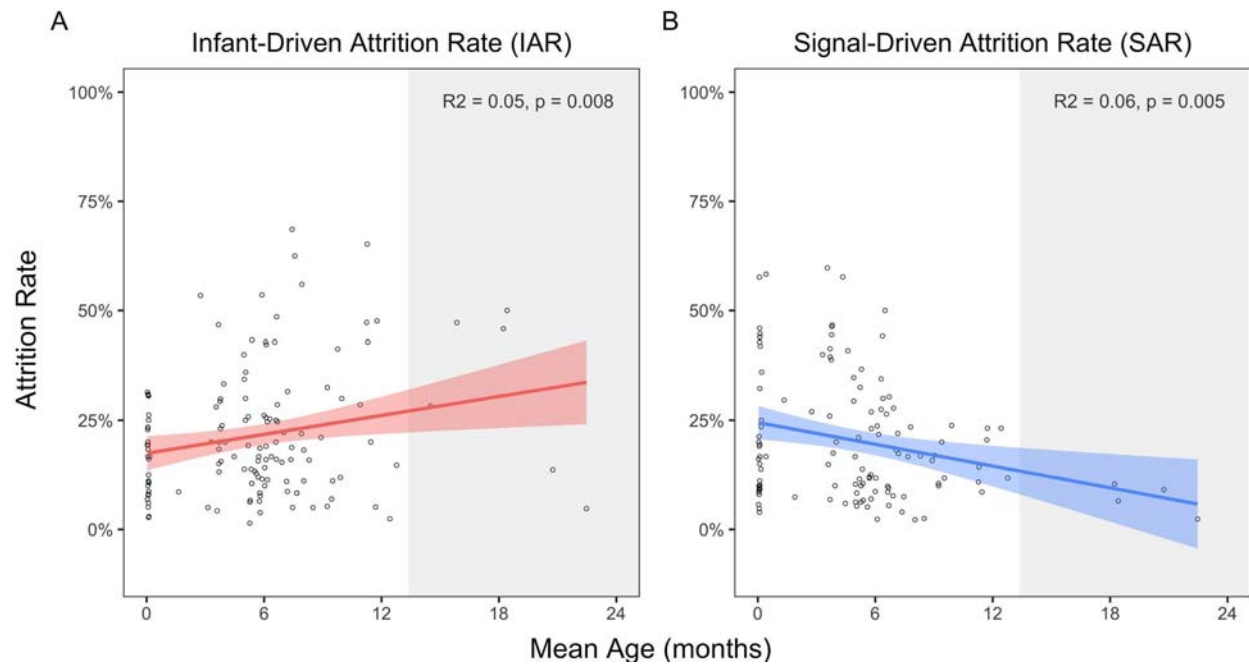 A
B
Infant-Driven Attrition Rate (IAR)
Signal-Driven Attrition Rate (SAR)
R2 = 0.05, p = 0.008
R2 = 0.06, p = 0.005
100%
75%
50%
25%
0%
100%
75%
50%
25%
0%
Attrition Rate
0 6 12 18 24
0 6 12 18 24
Mean Age (months)